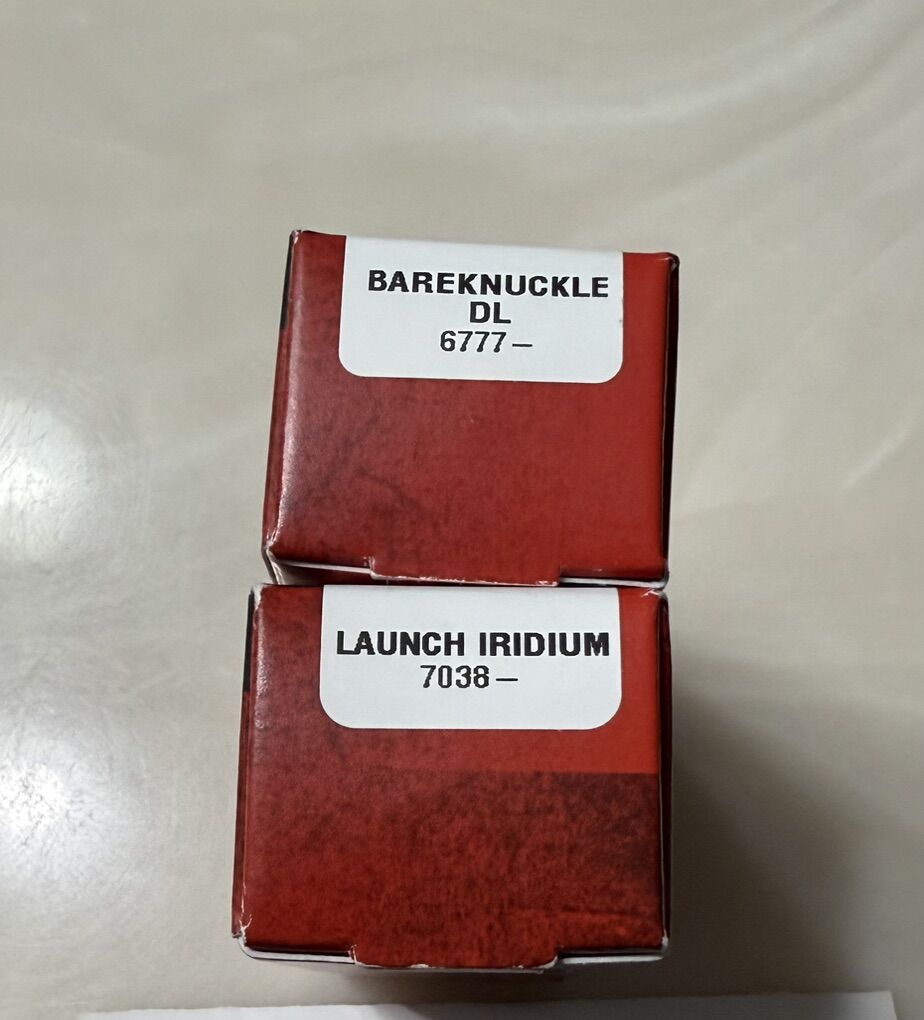 BAREKNUCKLE
DL
6777–
LAUNCH IRIDIUM
7038–